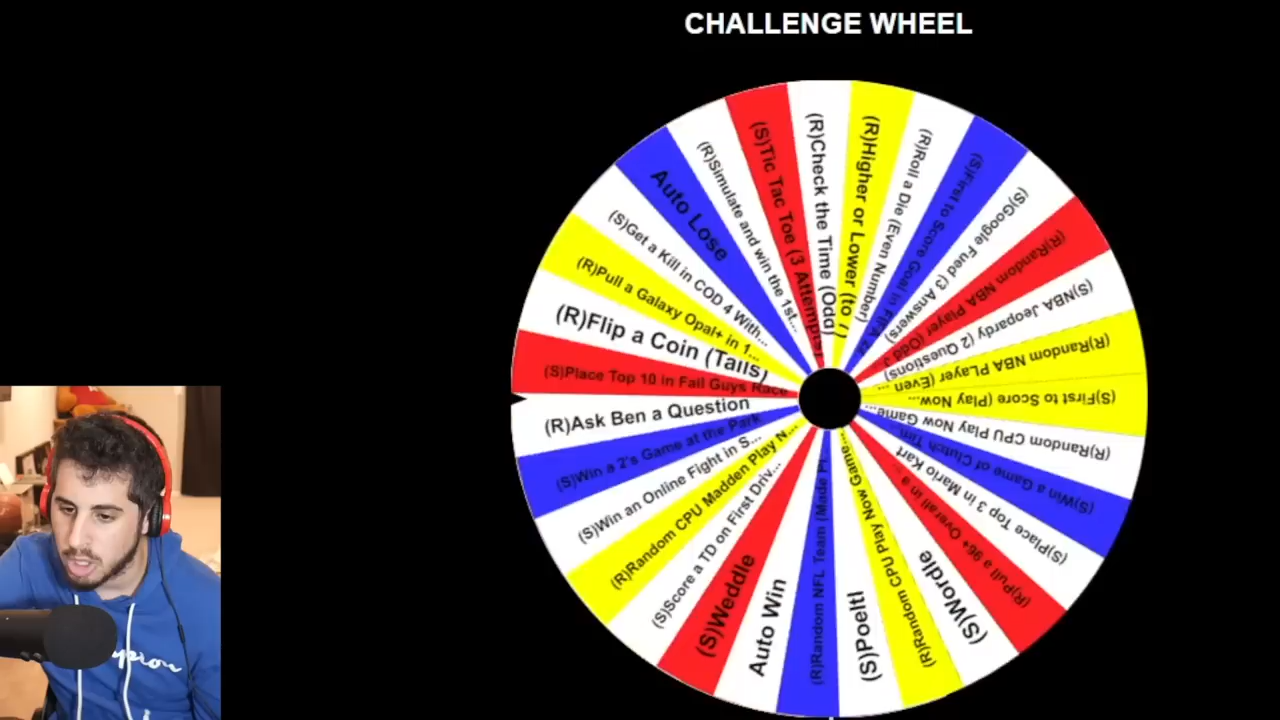 CHALLENGE WHEEL
(R)Check the Time (Odd)
(R)Higher or Lower (to 7)
(R)Roll a Die (Even Number)
(S)First to Score Goal in FIFA
(S)Google Fued (3 Answers)
(R)Random NBA Player (Odd
(S)NBA Jeopardy (2 Questions)
(R)Random NBA PLayer (Even ...
(S)First to Score (Play Now...
(R)Random CPU Play Now Game...
(S)Win a Game of Clutch Tim...
(S)Place Top 3 in Mario Kart
(R)Pull a 96+ Overall in a ...
(S)Wordle
(R)Random CPU Play Now Game...
(S)Poeltl
(R)Random NFL Team (Made Pl
Auto Win
(S)Weddle
(S)Score a TD on First Driv...
(R)Random CPU Madden Play N...
(S)Win an Online Fight in S...
(S)Win a 2's Game at the Park
(R)Ask Ben a Question
(S)Place Top 10 in Fall Guys Race
(R)Flip a Coin (Tails)
(R)Pull a Galaxy Opal+ in 1...
(S)Get a Kill in COD 4 With...
Auto Lose
(R)Simulate and win the 1st...
(S)Tic Tac Toe (3 Attempts)